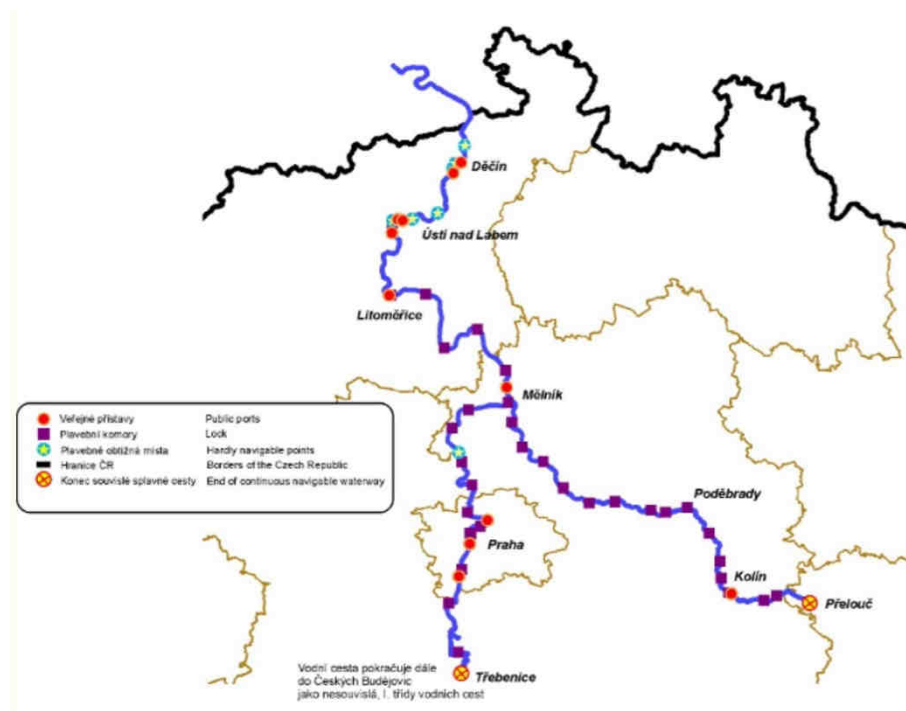 Děčín
Ústí nad Labem
Litoměřice
Mělník
Veřejné přístavy Public ports
Plavební komory Lock
Plavebně obtížná místa Hardly navigable points
Hranice ČR Borders of the Czech Republic
Konec souvislé splavné cesty End of continuous navigable waterway
Poděbrady
Praha
Kolín
Přelouč
Vodní cesta pokračuje dále
do Českých Budějovic
jako nesouvislá, I. třídy vodních cest
Třebenice